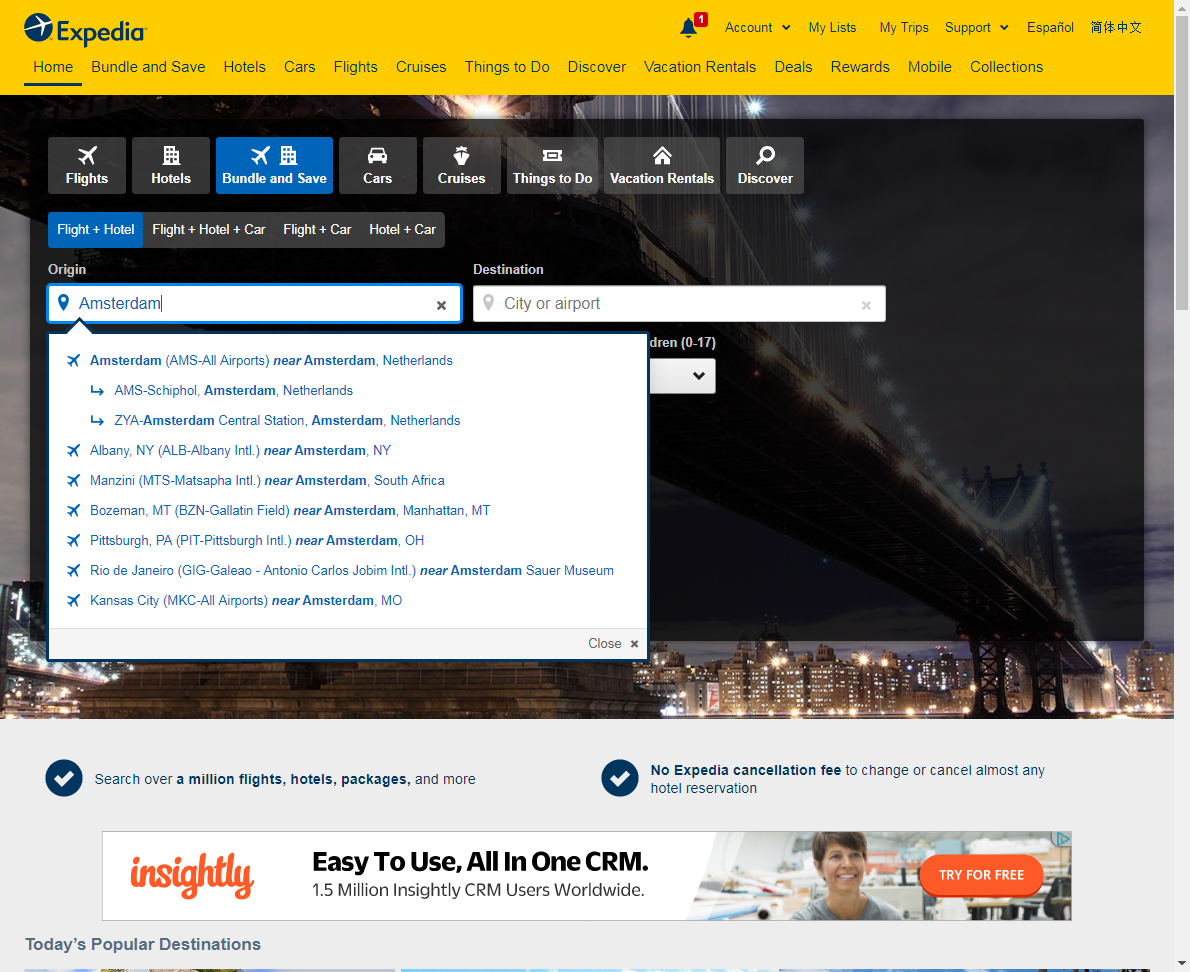 Expedia
1
Account
My Lists
My Trips
Support
Español
简体中文
Home
Bundle and Save
Hotels
Cars
Flights
Cruises
Things to Do
Discover
Vacation Rentals
Deals
Rewards
Mobile
Collections
Flights
Hotels
Bundle and Save
Cars
Cruises
Things to Do
Vacation Rentals
Discover
Flight + Hotel
Flight + Hotel + Car
Flight + Car
Hotel + Car
Origin
Destination
Amsterdam
City or airport
dren (0-17)
Amsterdam (AMS-All Airports) near Amsterdam, Netherlands
AMS-Schiphol, Amsterdam, Netherlands
ZYA-Amsterdam Central Station, Amsterdam, Netherlands
Albany, NY (ALB-Albany Intl.) near Amsterdam, NY
Manzini (MTS-Matsapha Intl.) near Amsterdam, South Africa
Bozeman, MT (BZN-Gallatin Field) near Amsterdam, Manhattan, MT
Pittsburgh, PA (PIT-Pittsburgh Intl.) near Amsterdam, OH
Rio de Janeiro (GIG-Galeao - Antonio Carlos Jobim Intl.) near Amsterdam Sauer Museum
Kansas City (MKC-All Airports) near Amsterdam, MO
Close
Search over a million flights, hotels, packages, and more
No Expedia cancellation fee to change or cancel almost any
hotel reservation
insightly
Easy To Use, All In One CRM.
1.5 Million Insightly CRM Users Worldwide.
TRY FOR FREE
Today's Popular Destinations